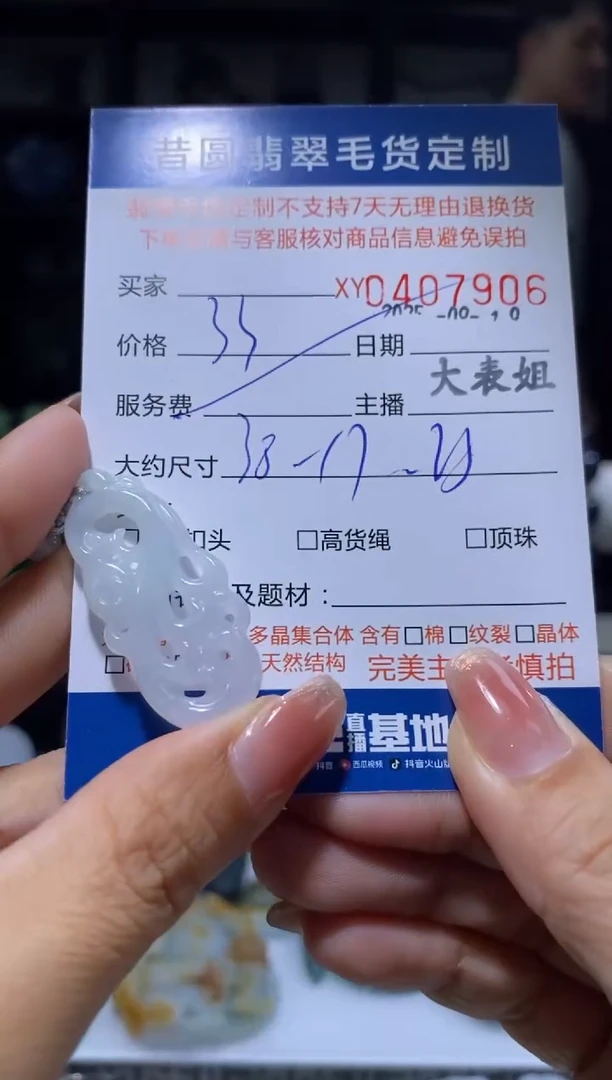 昔圆翡翠毛货定制
定制不支持7天无理由退换货
与客服核对商品信息避免误拍
买家 XY0407906
价格 35 日期
服务费 主播 大表姐
大约尺寸 38-17-
扣头 □高货绳 □顶珠
及题材：
多晶集合体 含有□棉 □纹裂 □晶体
天然结构 完美主 慎拍
直播基地
抖音 西瓜视频 抖音火山版